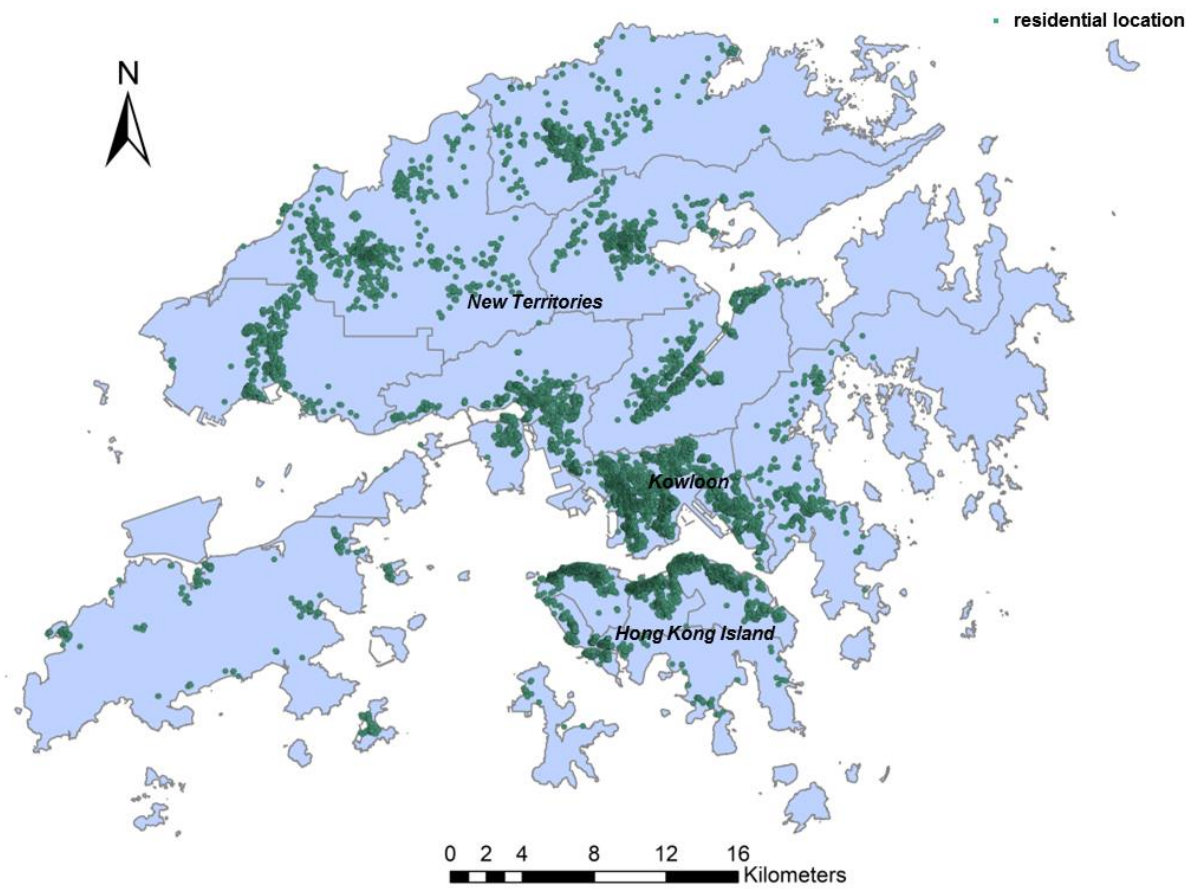 residential location
N
New Territories
Kowloon
Hong Kong Island
0 2 4 8 12 16
Kilometers